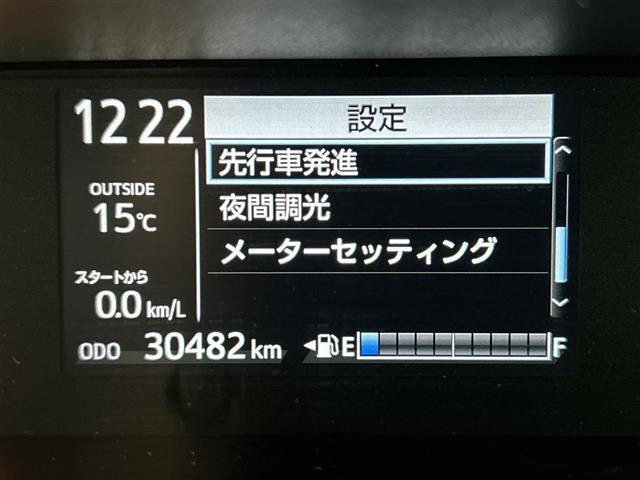 12 22
設定
先行車発進
OUTSIDE
夜間調光
15℃
メーターセッティング
スタートから
0.0 km/L
ODO 30482 km E F